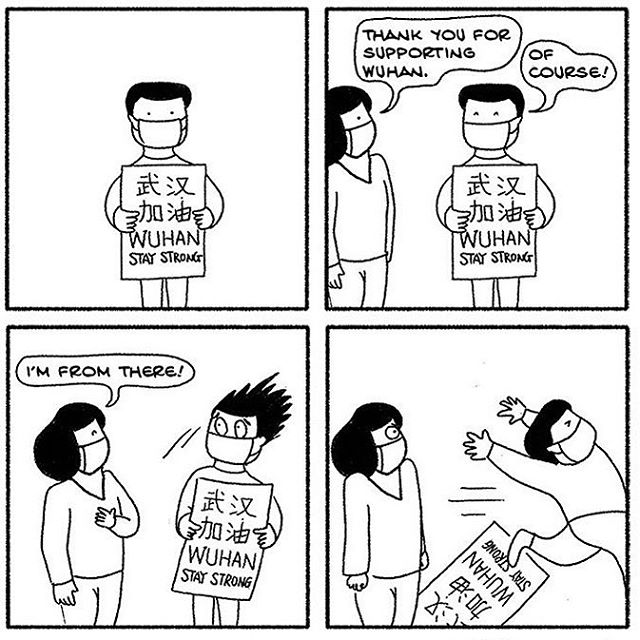 武汉
加油
WUHAN
STAY STRONG
THANK YOU FOR
SUPPORTING
WUHAN.
OF
COURSE!
武汉
加油
WUHAN
STAY STRONG
I'M FROM THERE!
武汉
加油
WUHAN
STAY STRONG
武汉
加油
WUHAN
STAY STRONG